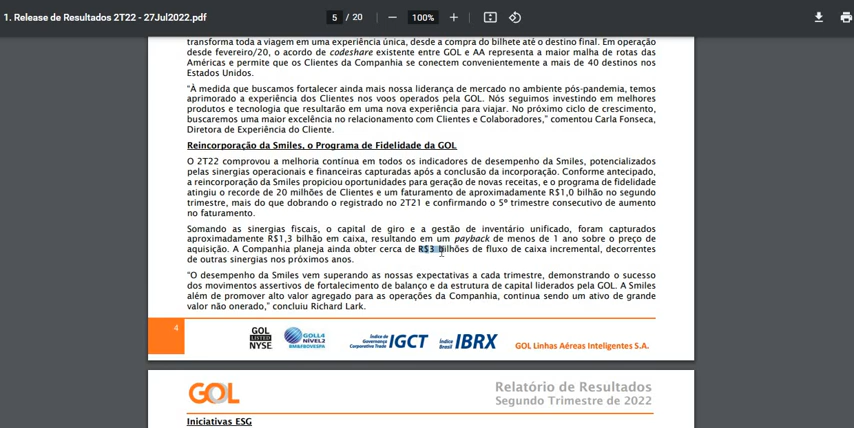 1. Release de Resultados 2T22 - 27Jul2022.pdf
5 / 20
100%
transforma toda a viagem em uma experiência única, desde a compra do bilhete até o destino final. Em operação
desde fevereiro/20, o acordo de codeshare existente entre GOL e AA representa a maior malha de rotas das
Américas e permite que os Clientes da Companhia se conectem convenientemente a mais de 40 destinos nos
Estados Unidos.
“À medida que buscamos fortalecer ainda mais nossa liderança de mercado no ambiente pós-pandemia, temos
aprimorado a experiência dos Clientes nos voos operados pela GOL. Nós seguimos investindo em melhores
produtos e tecnologia que resultarão em uma nova experiência para viajar. No próximo ciclo de crescimento,
buscaremos uma maior excelência no relacionamento com Clientes e Colaboradores,” comentou Carla Fonseca,
Diretora de Experiência do Cliente.
Reincorporação da Smiles, o Programa de Fidelidade da GOL
O 2T22 comprovou a melhoria contínua em todos os indicadores de desempenho da Smiles, potencializados
pelas sinergias operacionais e financeiras capturadas após a conclusão da incorporação. Conforme antecipado,
a reincorporação da Smiles propiciou oportunidades para geração de novas receitas, e o programa de fidelidade
atingiu o recorde de 20 milhões de Clientes e um faturamento de aproximadamente R$1,0 bilhão no segundo
trimestre, mais do que dobrando o registrado no 2T21 e confirmando o 5º trimestre consecutivo de aumento
no faturamento.
Somando as sinergias fiscais, o capital de giro e a gestão de inventário unificado, foram capturados
aproximadamente R$1,3 bilhão em caixa, resultando em um payback de menos de 1 ano sobre o preço de
aquisição. A Companhia planeja ainda obter cerca de R$3 bilhões de fluxo de caixa incremental, decorrentes
de outras sinergias nos próximos anos.
“O desempenho da Smiles vem superando as nossas expectativas a cada trimestre, demonstrando o sucesso
dos movimentos assertivos de fortalecimento de balanço e da estrutura de capital liderados pela GOL. A Smiles
além de promover alto valor agregado para as operações da Companhia, continua sendo um ativo de grande
valor não onerado,” concluiu Richard Lark.
4
GOL
LISTED
NYSE
GOLL4
NÍVEL2
BM&FBOVESPA
Índice de
Governança
Corporativa Trade
IGCT
Índice
Brasil
IBRX
GOL Linhas Aéreas Inteligentes S.A.
GOL
Relatório de Resultados
Segundo Trimestre de 2022
Iniciativas ESG